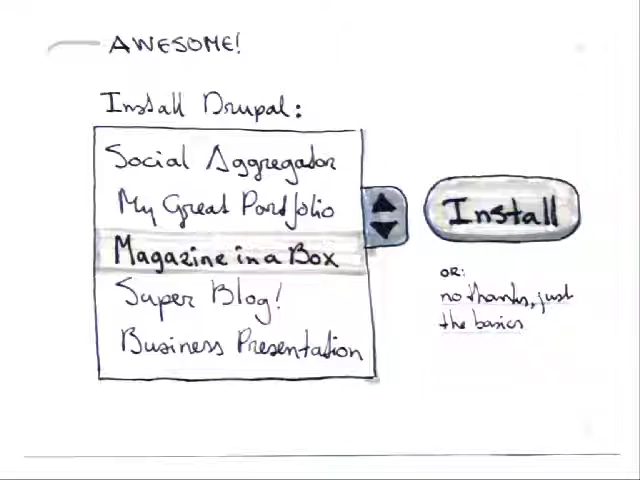 AWESOME!
Install Drupal:
Social Aggregator
My Great Portfolio
Magazine in a Box
Super Blog!
Business Presentation
Install
OR:
no thanks, just
the basics